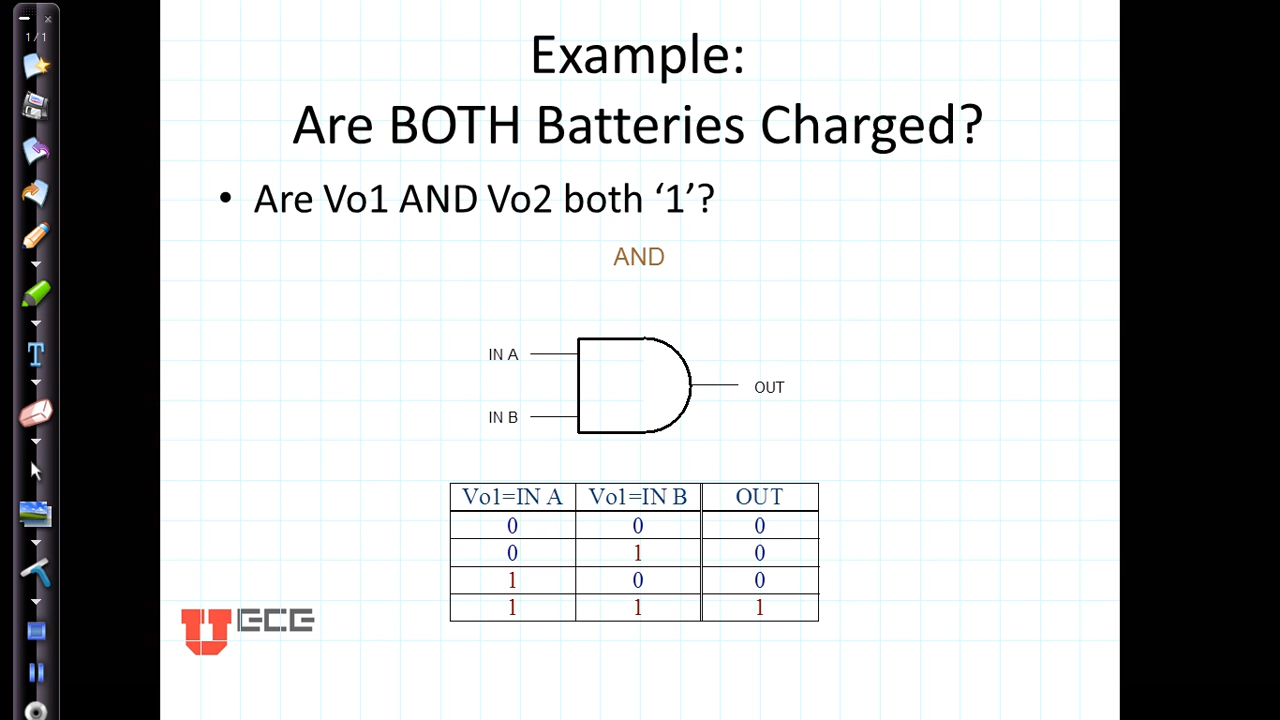 1/1
Example:
Are BOTH Batteries Charged?
• Are Vo1 AND Vo2 both ‘1’?
AND
IN A
OUT
IN B
Vo1=IN A Vo1=IN B OUT
0 0 0
0 1 0
1 0 0
1 1 1
U ECE